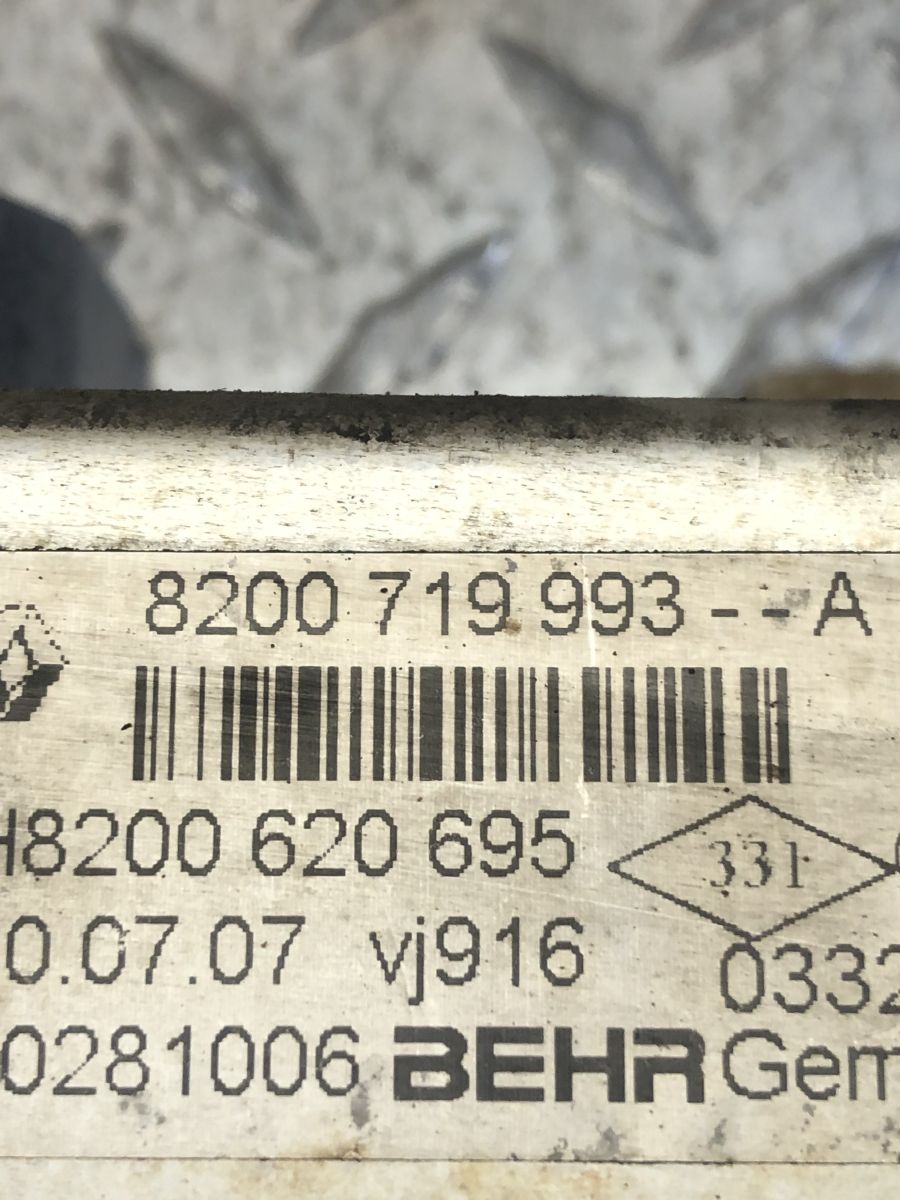 8200 719 993 - - A
H8200 620 695 331
0.07.07 vj916 0332
0281006 BEHR Gem